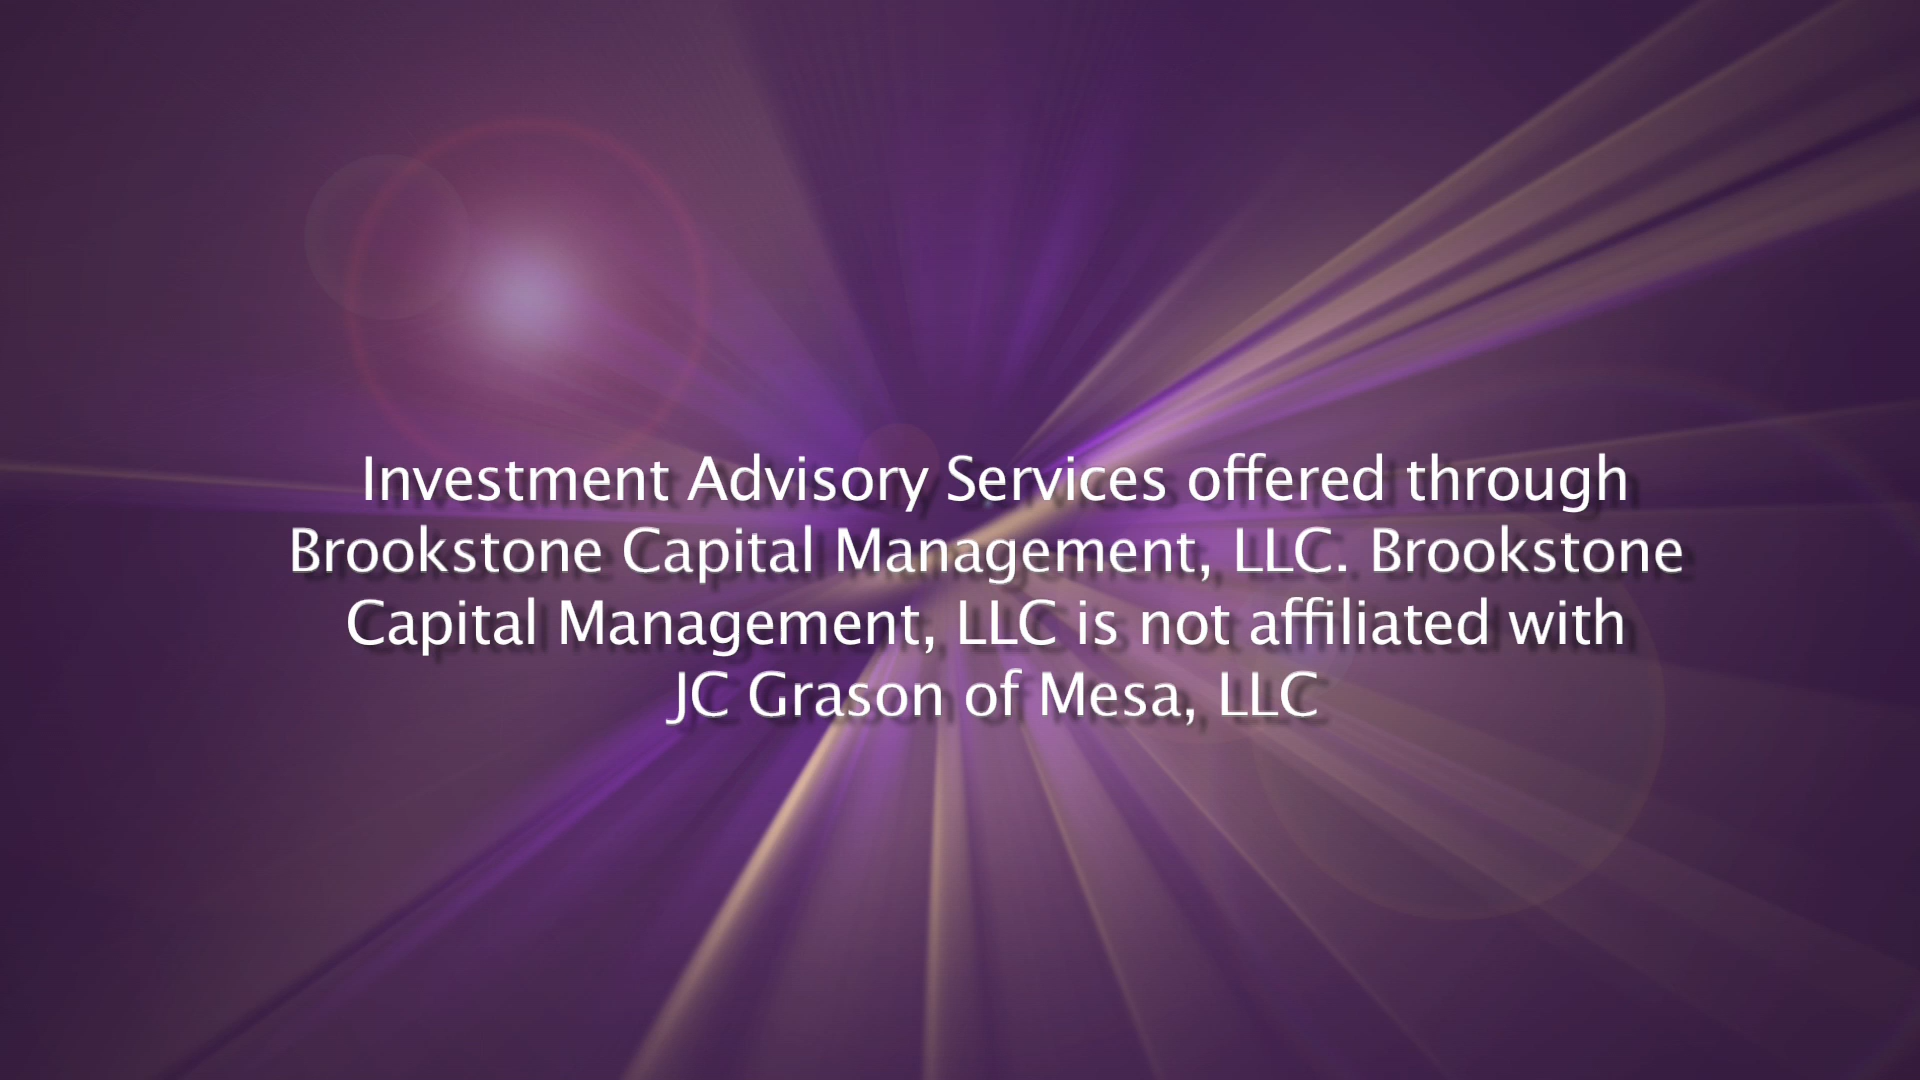 Investment Advisory Services offered through
Brookstone Capital Management, LLC. Brookstone
Capital Management, LLC is not affiliated with
JC Grason of Mesa, LLC